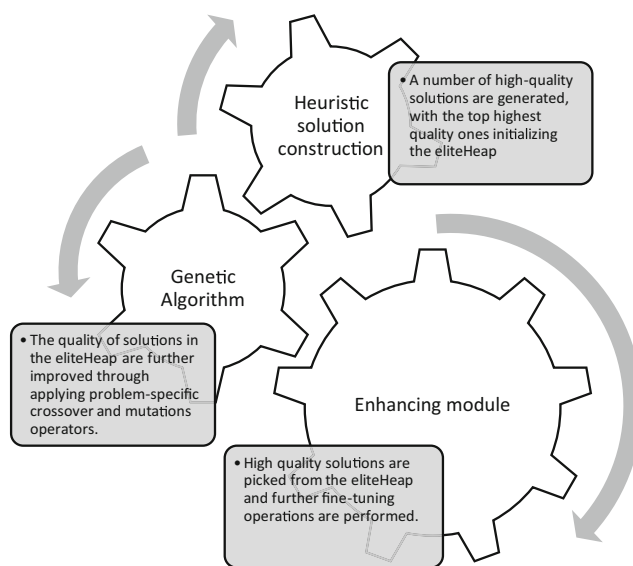 Heuristic
solution
construction
• A number of high-quality
solutions are generated,
with the top highest
quality ones initializing
the eliteHeap
Genetic
Algorithm
• The quality of solutions in
the eliteHeap are further
improved through
applying problem-specific
crossover and mutations
operators.
Enhancing module
• High quality solutions are
picked from the eliteHeap
and further fine-tuning
operations are performed.